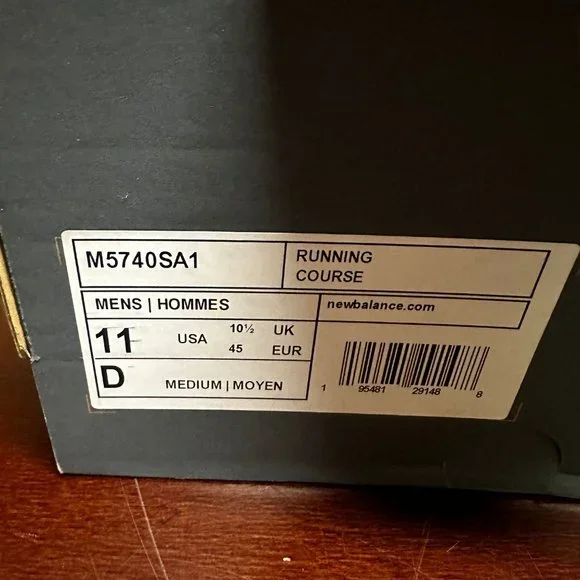 M5740SA1
RUNNING
COURSE
MENS | HOMMES
newbalance.com
11 USA 10½ UK
45 EUR
D MEDIUM | MOYEN
1 95481 29148 8